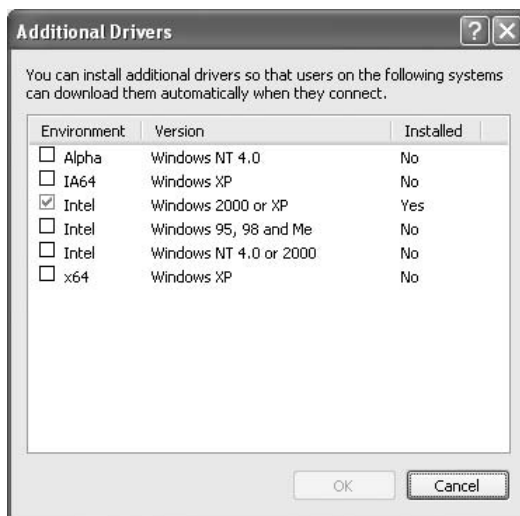 Additional Drivers
You can install additional drivers so that users on the following systems
can download them automatically when they connect.
Environment Version Installed
Alpha Windows NT 4.0 No
IA64 Windows XP No
Intel Windows 2000 or XP Yes
Intel Windows 95, 98 and Me No
Intel Windows NT 4.0 or 2000 No
x64 Windows XP No
OK Cancel